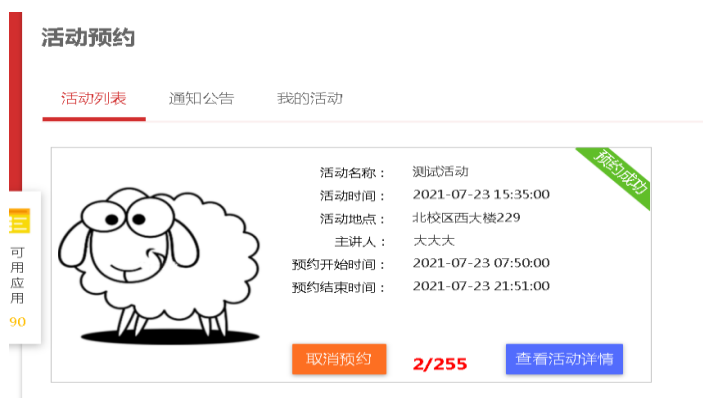 活动预约
活动列表 通知公告 我的活动
预约成功
活动名称： 测试活动
活动时间： 2021-07-23 15:35:00
活动地点： 北校区西大楼229
主讲人： 大大大
预约开始时间： 2021-07-23 07:50:00
预约结束时间： 2021-07-23 21:51:00
取消预约 2/255 查看活动详情
可
用
应
用
90